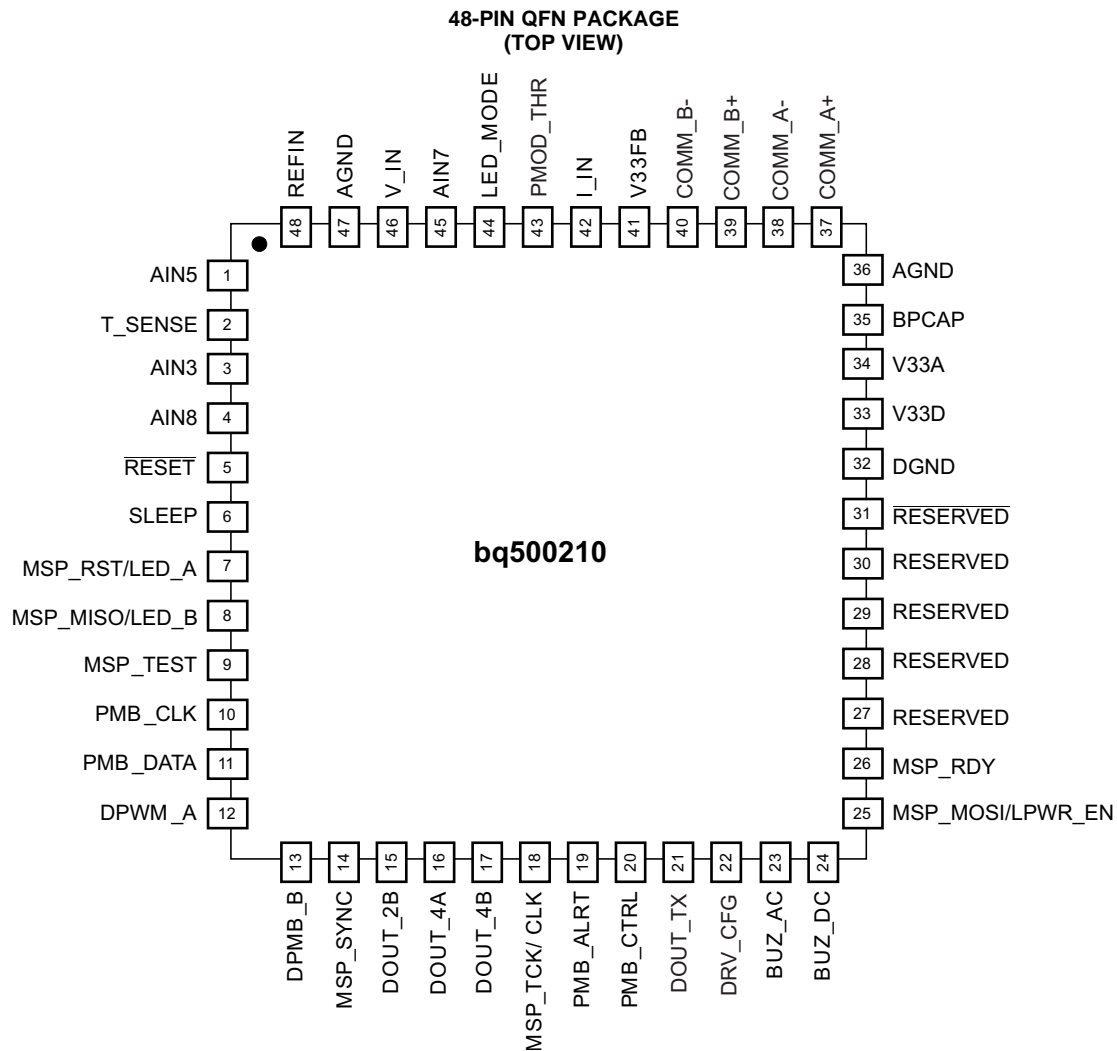 48-PIN QFN PACKAGE
(TOP VIEW)
REFIN
AGND
V_IN
AIN7
LED_MODE
PMOD_THR
I_IN
V33FB
COMM_B-
COMM_B+
COMM_A-
COMM_A+
48
47
46
45
44
43
42
41
40
39
38
37
AIN5 1
T_SENSE 2
AIN3 3
AIN8 4
RESET 5
SLEEP 6
MSP_RST/LED_A 7
MSP_MISO/LED_B 8
MSP_TEST 9
PMB_CLK 10
PMB_DATA 11
DPWM_A 12
bq500210
36 AGND
35 BPCAP
34 V33A
33 V33D
32 DGND
31 RESERVED
30 RESERVED
29 RESERVED
28 RESERVED
27 RESERVED
26 MSP_RDY
25 MSP_MOSI/LPWR_EN
13
14
15
16
17
18
19
20
21
22
23
24
DPMB_B
MSP_SYNC
DOUT_2B
DOUT_4A
DOUT_4B
MSP_TCK/ CLK
PMB_ALRT
PMB_CTRL
DOUT_TX
DRV_CFG
BUZ_AC
BUZ_DC